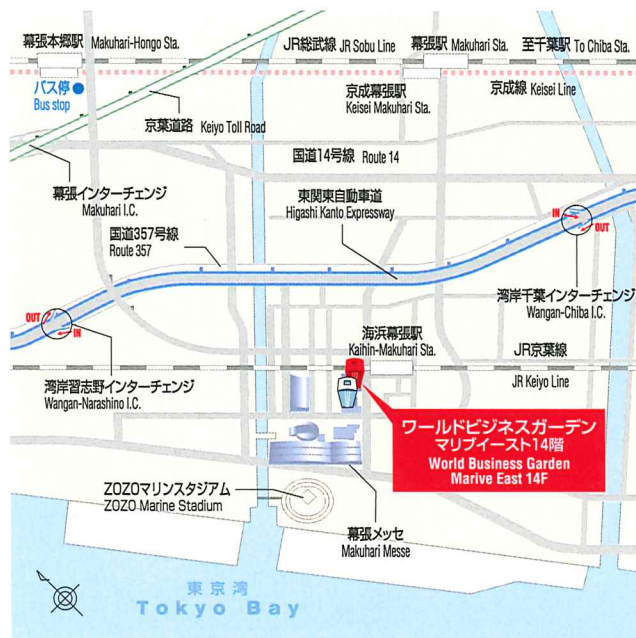 幕張本郷駅 Makuhari-Hongo Sta.
JR総武線 JR Sobu Line
幕張駅 Makuhari Sta.
至千葉駅 To Chiba Sta.
バス停
Bus stop
京成幕張駅
Keisei Makuhari Sta.
京成線 Keisei Line
京葉道路 Keiyo Toll Road
国道14号線 Route 14
幕張インターチェンジ
Makuhari I.C.
東関東自動車道
Higashi Kanto Expressway
IN
OUT
国道357号線
Route 357
湾岸千葉インターチェンジ
Wangan-Chiba I.C.
OUT
IN
海浜幕張駅
Kaihin-Makuhari Sta.
JR京葉線
JR Keiyo Line
湾岸習志野インターチェンジ
Wangan-Narashino I.C.
ワールドビジネスガーデン
マリブイースト14階
World Business Garden
Marive East 14F
ZOZOマリンスタジアム
ZOZO Marine Stadium
幕張メッセ
Makuhari Messe
東京湾
Tokyo Bay